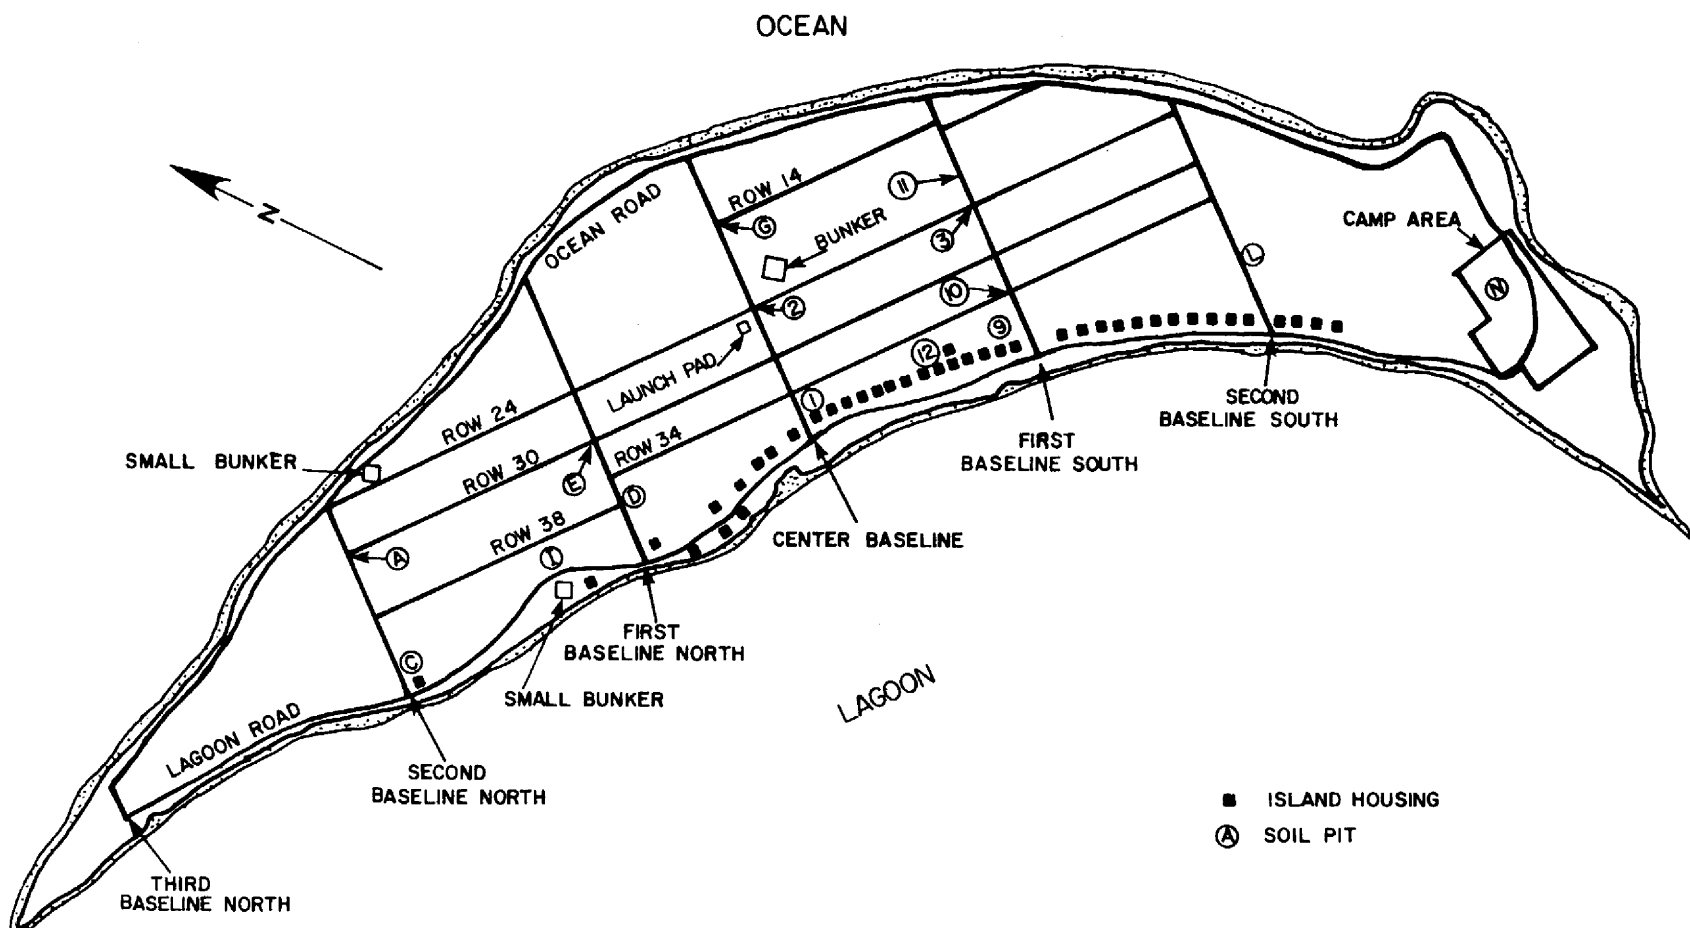 OCEAN
N
OCEAN ROAD
ROW 14
G
11
BUNKER
3
CAMP AREA
L
N
2
10
9
12
LAUNCH PAD
1
ROW 24
ROW 34
SMALL BUNKER
ROW 30
E
D
ROW 38
A
I
C
SECOND
BASELINE SOUTH
FIRST
BASELINE SOUTH
CENTER BASELINE
FIRST
BASELINE NORTH
SMALL BUNKER
LAGOON
LAGOON ROAD
SECOND
BASELINE NORTH
THIRD
BASELINE NORTH
ISLAND HOUSING
A SOIL PIT